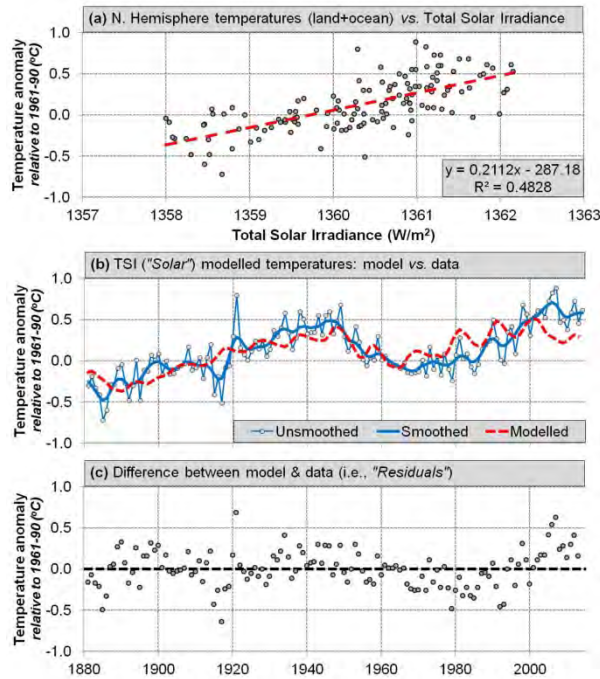 (a) N. Hemisphere temperatures (land+ocean) vs. Total Solar Irradiance
Temperature anomaly
relative to 1961-90 (ºC)
1.0
0.5
0.0
-0.5
-1.0
y = 0.2112x - 287.18
R² = 0.4828
1357 1358 1359 1360 1361 1362 1363
Total Solar Irradiance (W/m²)
(b) TSI ("Solar") modelled temperatures: model vs. data
Temperature anomaly
relative to 1961-90 (ºC)
1.0
0.5
0.0
-0.5
-1.0
Unsmoothed Smoothed Modelled
(c) Difference between model & data (i.e., "Residuals")
Temperature anomaly
relative to 1961-90 (ºC)
1.0
0.5
0.0
-0.5
-1.0
1880 1900 1920 1940 1960 1980 2000